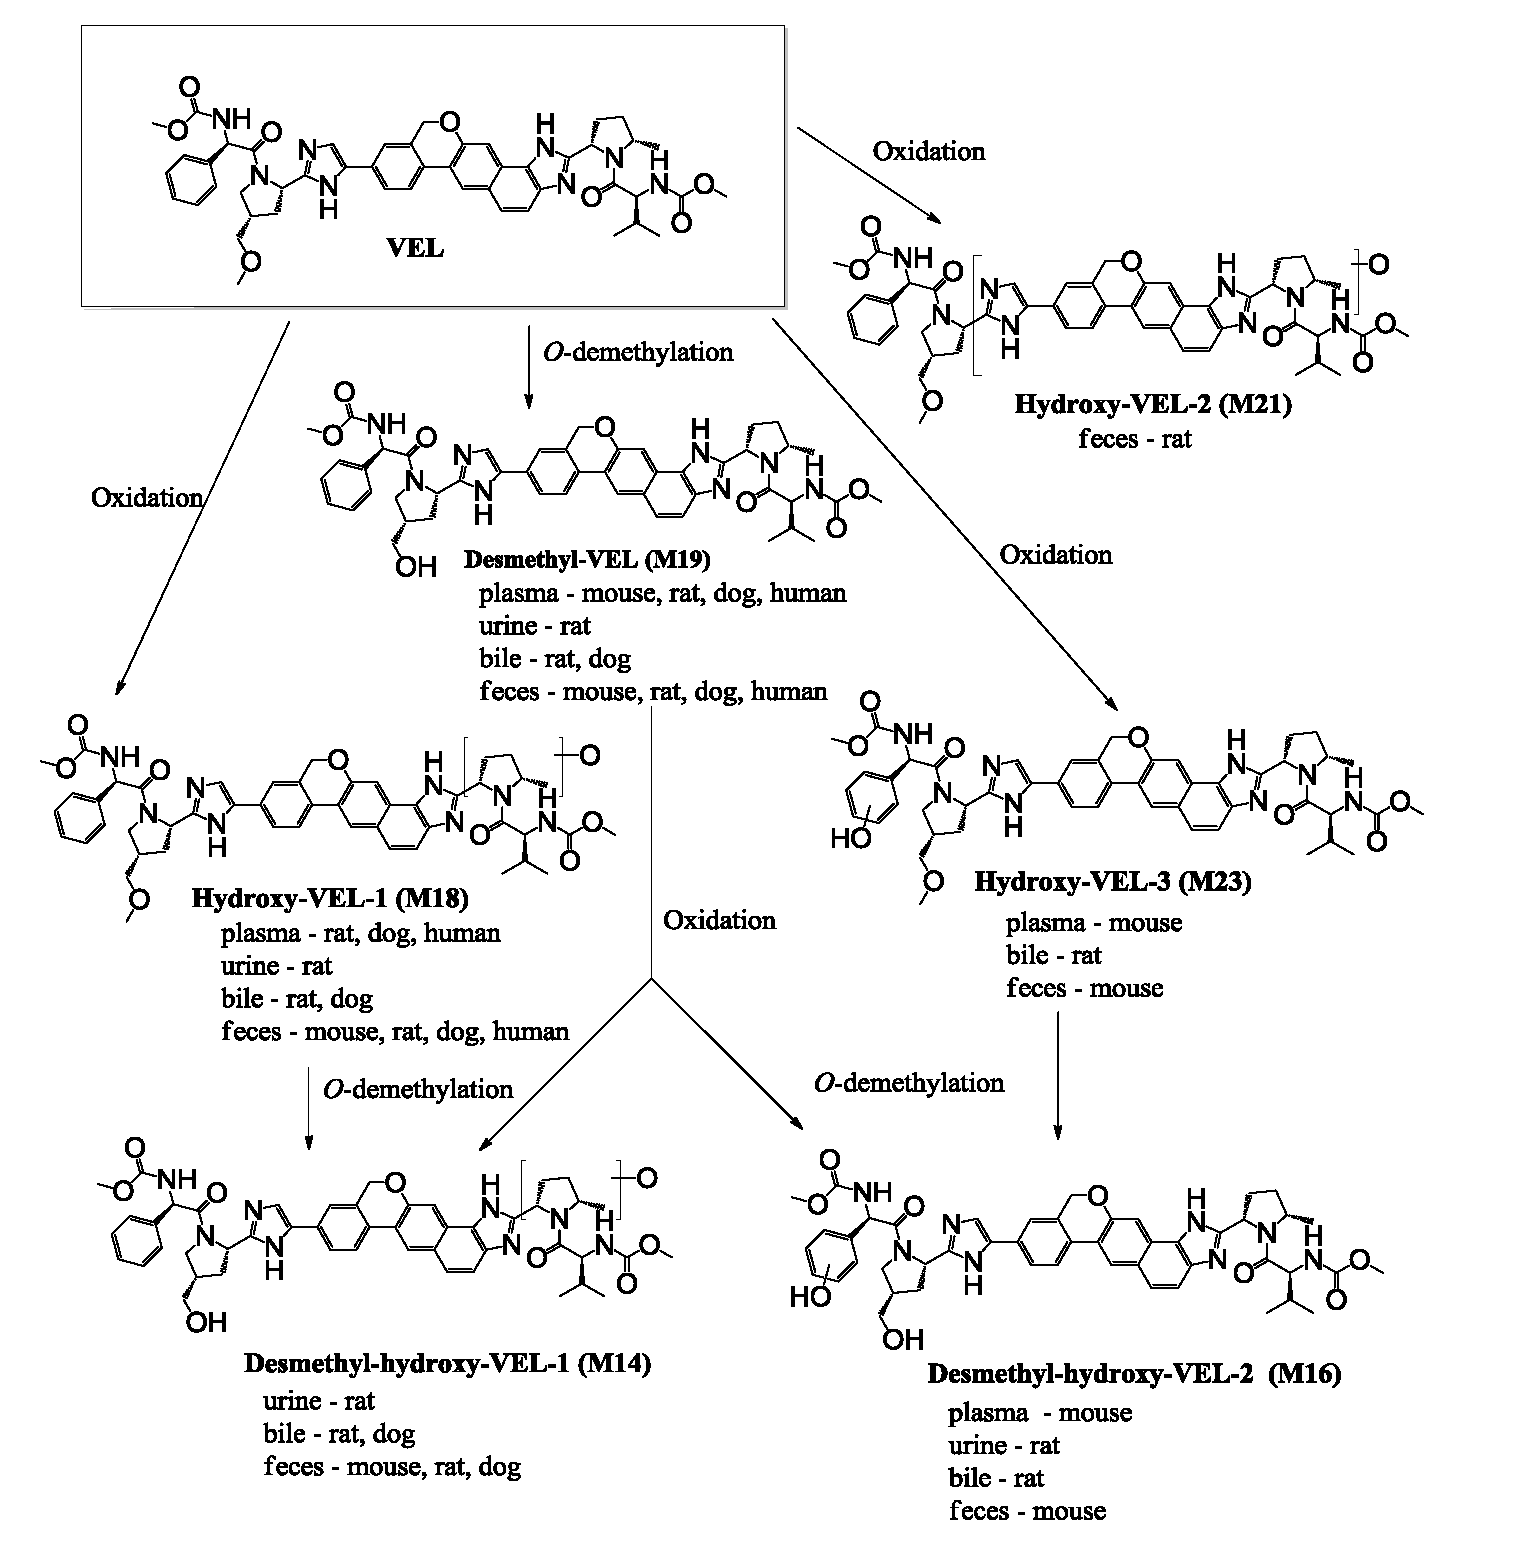 VEL
Oxidation
Hydroxy-VEL-2 (M21)
feces - rat
O-demethylation
Desmethyl-VEL (M19)
plasma - mouse, rat, dog, human
urine - rat
bile - rat, dog
feces - mouse, rat, dog, human
Oxidation
Oxidation
Hydroxy-VEL-1 (M18)
plasma - rat, dog, human
urine - rat
bile - rat, dog
feces - mouse, rat, dog, human
Hydroxy-VEL-3 (M23)
plasma - mouse
bile - rat
feces - mouse
Oxidation
O-demethylation
O-demethylation
Desmethyl-hydroxy-VEL-1 (M14)
urine - rat
bile - rat, dog
feces - mouse, rat, dog
Desmethyl-hydroxy-VEL-2 (M16)
plasma - mouse
urine - rat
bile - rat
feces - mouse